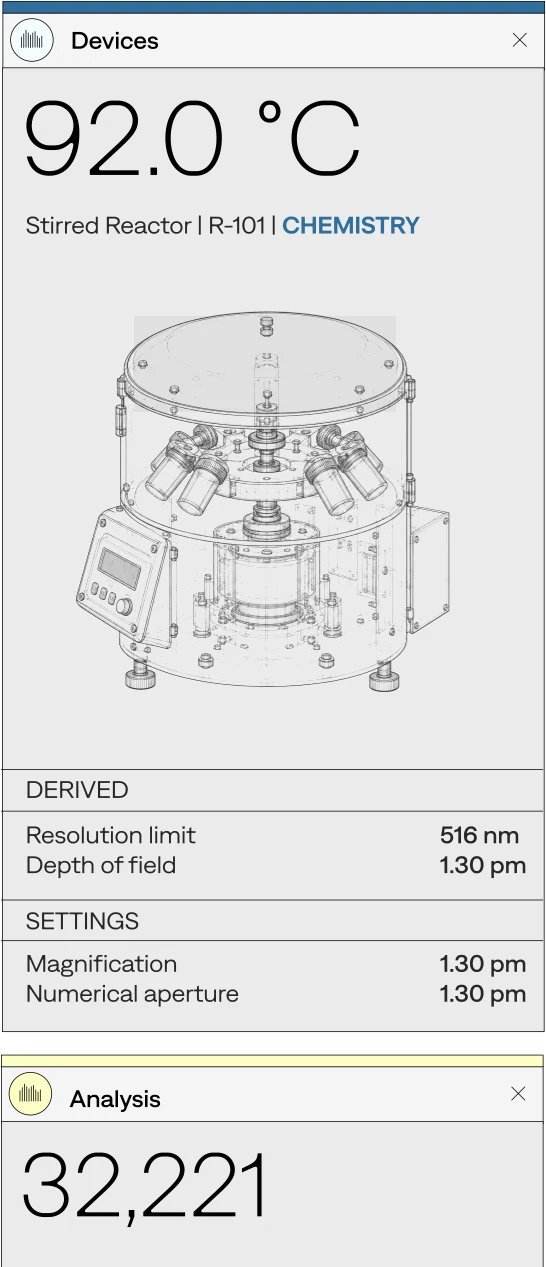 Devices
92.0 °C
Stirred Reactor | R-101 | CHEMISTRY
DERIVED
Resolution limit 516 nm
Depth of field 1.30 pm
SETTINGS
Magnification 1.30 pm
Numerical aperture 1.30 pm
Analysis
32,221